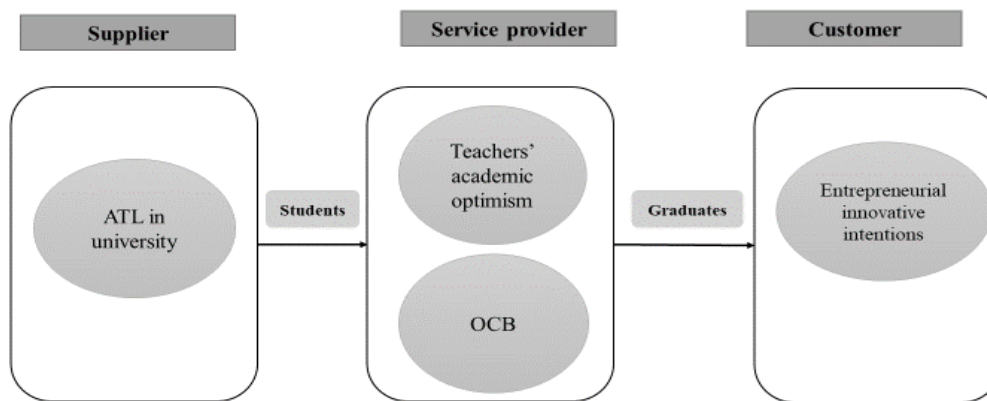 Supplier
Service provider
Customer
ATL in
university
Students
Teachers’
academic
optimism
OCB
Graduates
Entrepreneurial
innovative
intentions